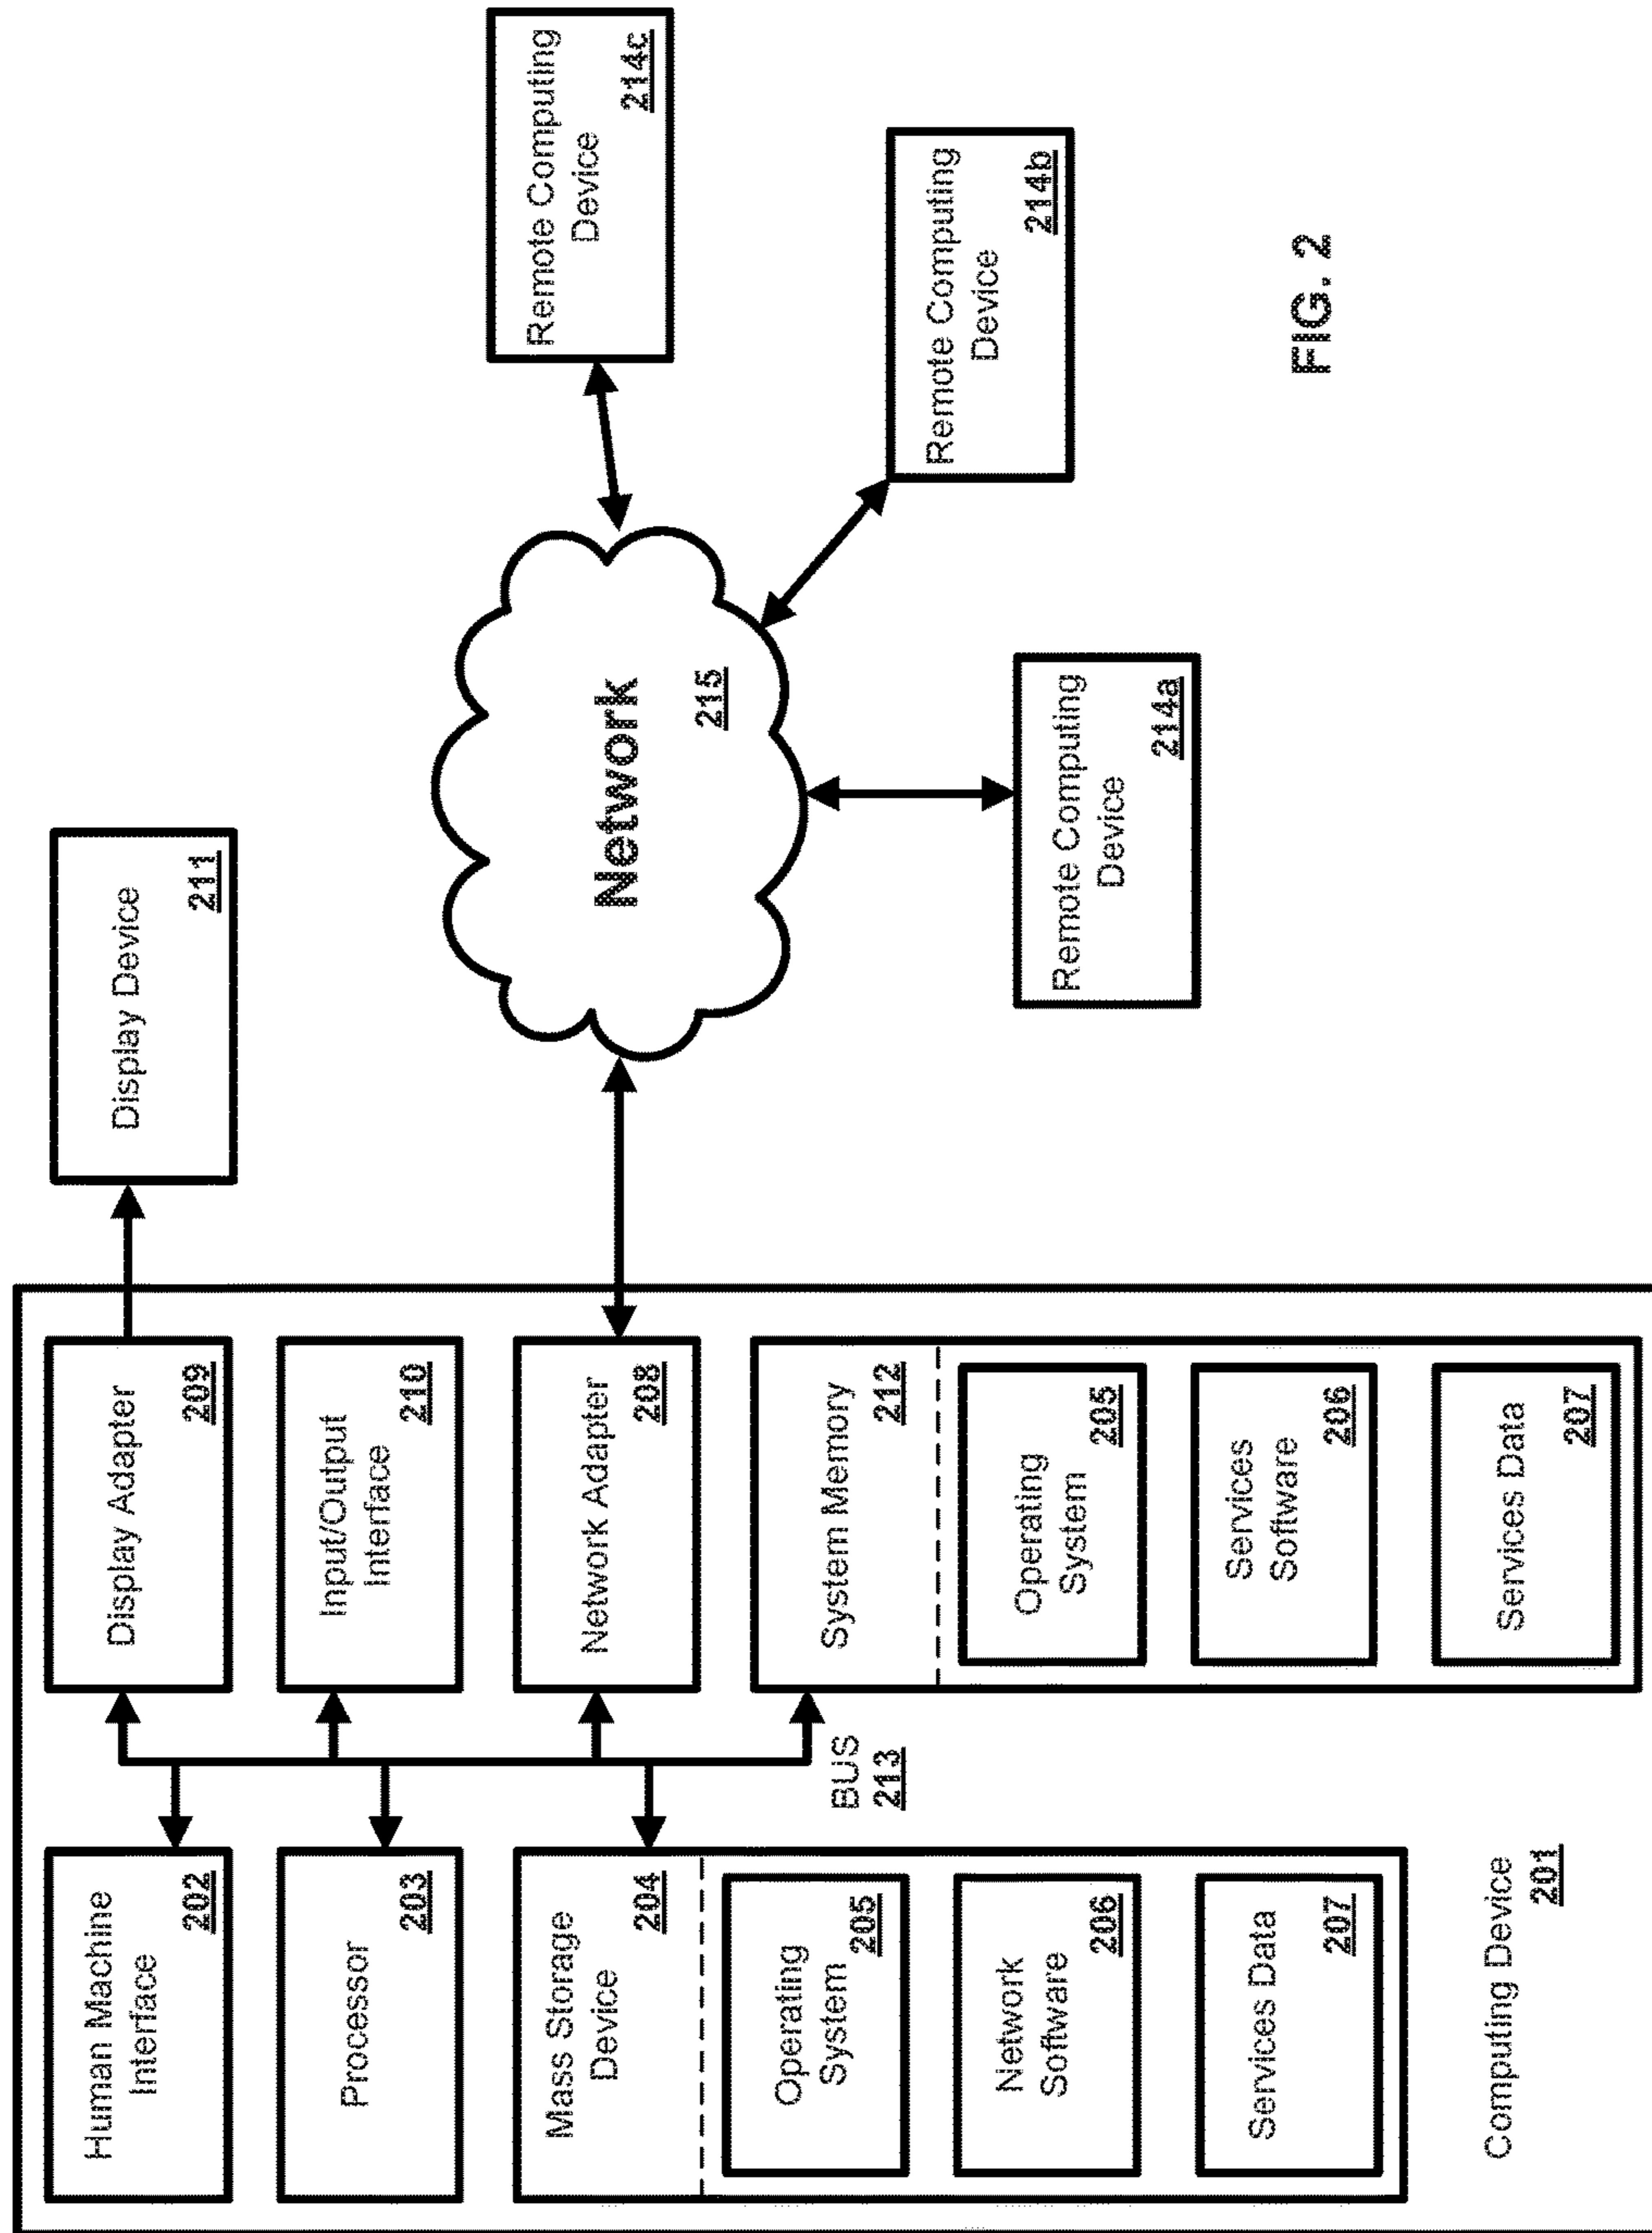 Human Machine
Interface
202
Processor
203
Mass Storage
Device
204
Operating
System
205
Network
Software
206
Services Data
207
Computing Device
201
BUS
213
Display Adapter
209
Input/Output
Interface
210
Network Adapter
208
System Memory
212
Operating
System
205
Services
Software
206
Services Data
207
Display Device
211
Network
215
Remote Computing
Device
214a
Remote Computing
Device
214b
Remote Computing
Device
214c
FIG. 2